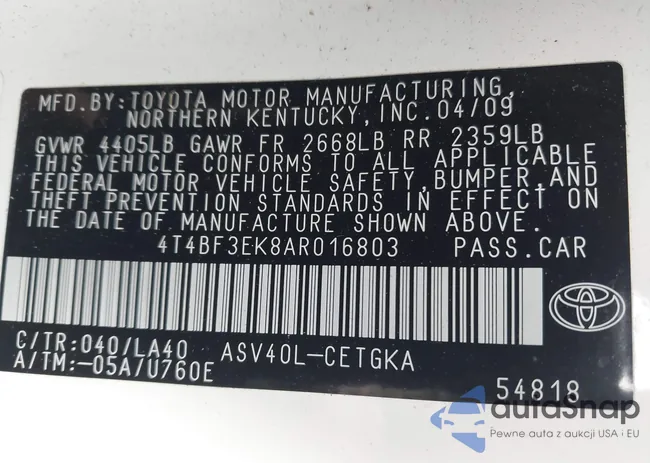 MFD.BY:TOYOTA MOTOR MANUFACTURING,
NORTHERN KENTUCKY,INC.04/09
GVWR 4405LB GAWR FR 2668LB RR 2359LB
THIS VEHICLE CONFORMS TO ALL APPLICABLE
FEDERAL MOTOR VEHICLE SAFETY,BUMPER,AND
THEFT PREVENTION STANDARDS IN EFFECT ON
THE DATE OF MANUFACTURE SHOWN ABOVE.
4T4BF3EK8AR016803 PASS.CAR
C/TR:040/LA40 ASV40L-CETGKA
A/TM:-05A/U760E
54818
autaSnap
Pewne auta z aukcji USA i EU